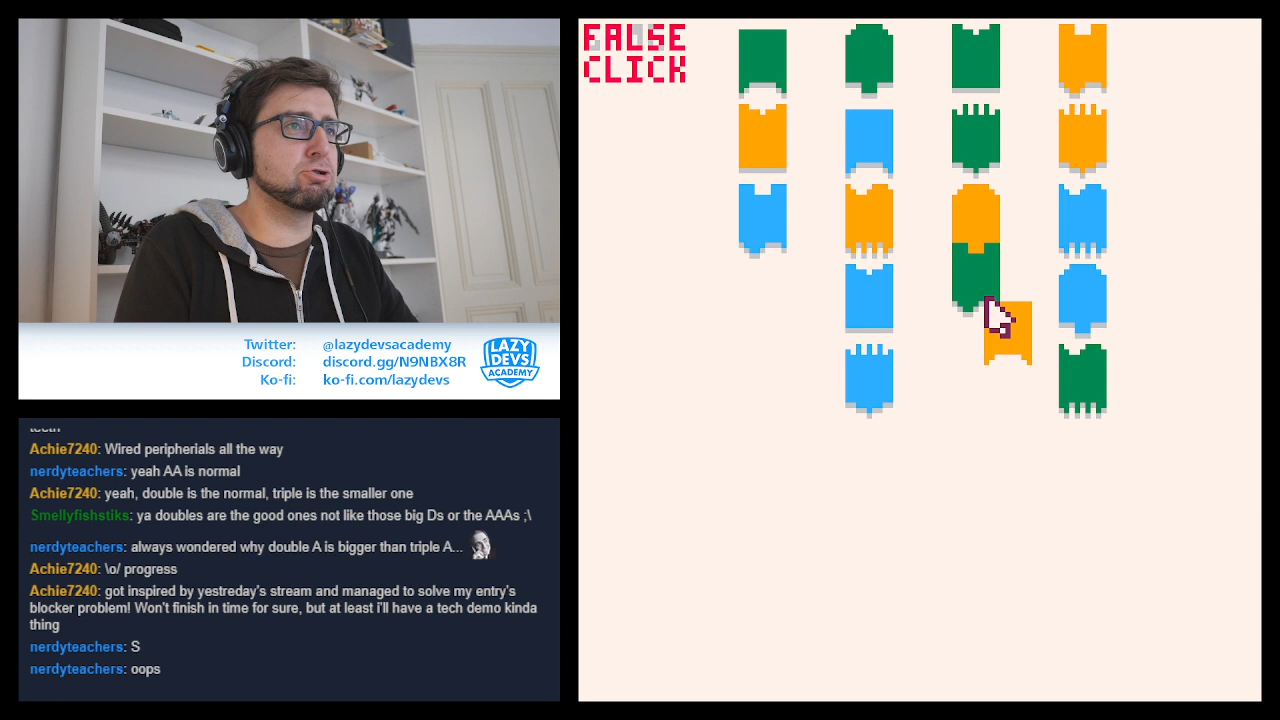 FALSE
CLICK
Twitter: @lazydevsacademy
Discord: discord.gg/N9NBX8R
Ko-fi: ko-fi.com/lazydevs
LAZY
DEVS
ACADEMY
Achie7240: Wired peripherials all the way
nerdyteachers: yeah AA is normal
Achie7240: yeah, double is the normal, triple is the smaller one
Smellyfishstiks: ya doubles are the good ones not like those big Ds or the AAAs ;\
nerdyteachers: always wondered why double A is bigger than triple A...
Achie7240: \o/ progress
Achie7240: got inspired by yestreday's stream and managed to solve my entry's
blocker problem! Won't finish in time for sure, but at least i'll have a tech demo kinda
thing
nerdyteachers: S
nerdyteachers: oops